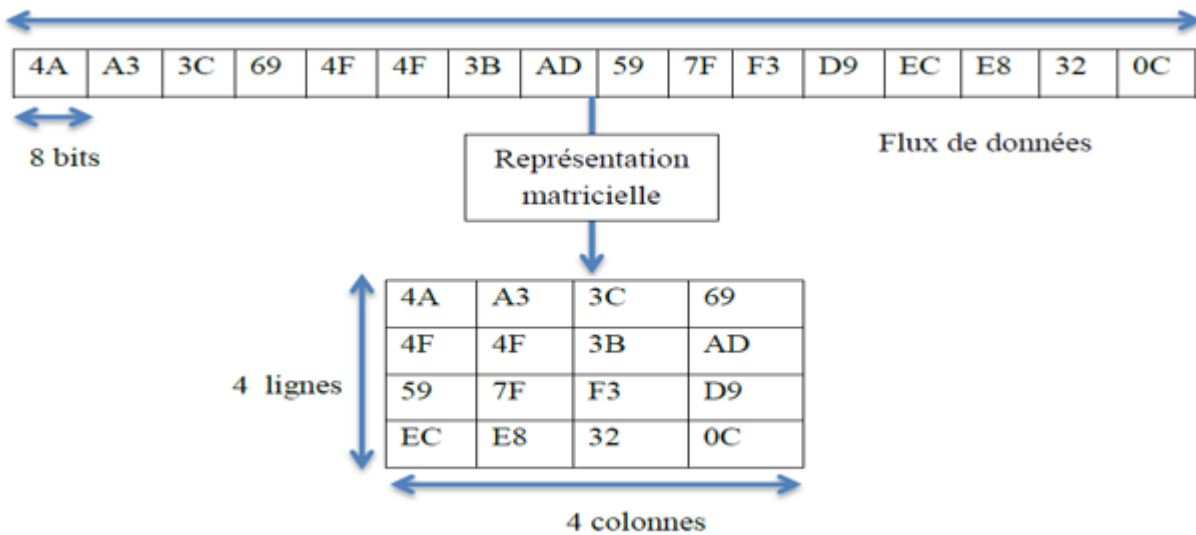 4A A3 3C 69 4F 4F 3B AD 59 7F F3 D9 EC E8 32 0C
8 bits
Flux de données
Représentation
matricielle
4A A3 3C 69
4F 4F 3B AD
4 lignes
59 7F F3 D9
EC E8 32 0C
4 colonnes